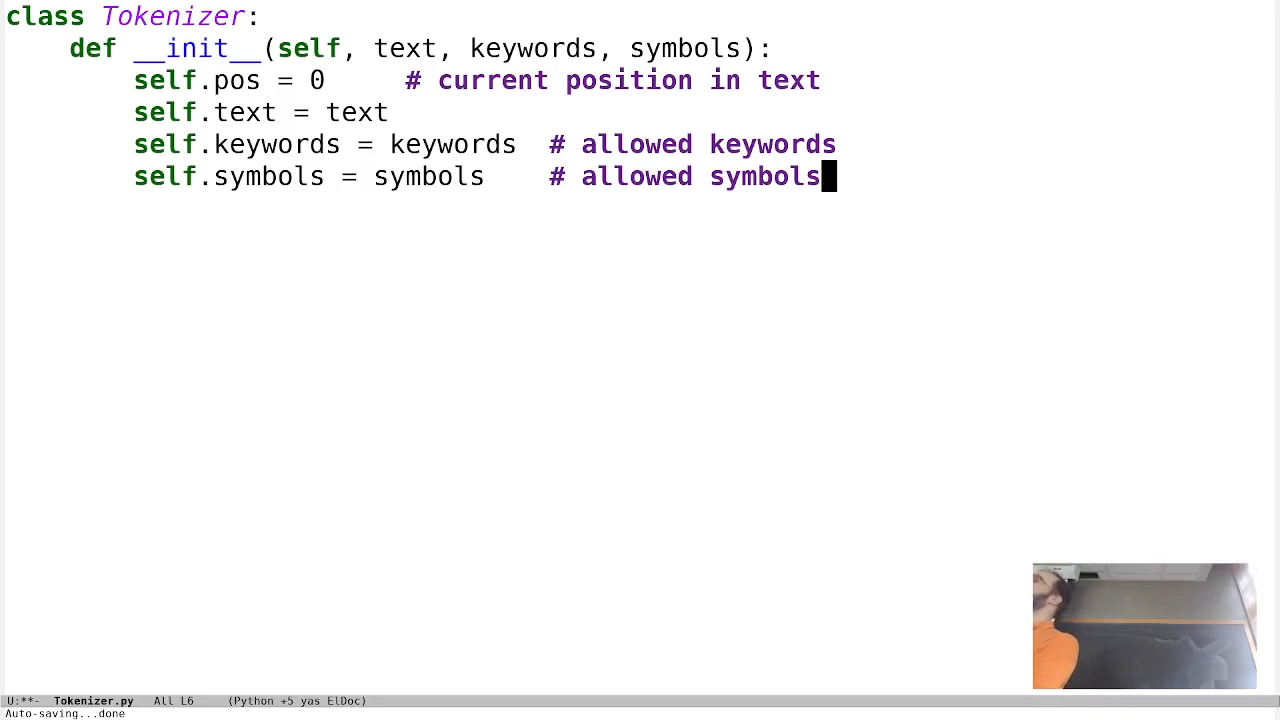 class Tokenizer:
    def __init__(self, text, keywords, symbols):
        self.pos = 0     # current position in text
        self.text = text
        self.keywords = keywords  # allowed keywords
        self.symbols = symbols    # allowed symbols
U:**-  Tokenizer.py   All L6    (Python +5 yas ElDoc)
Auto-saving...done